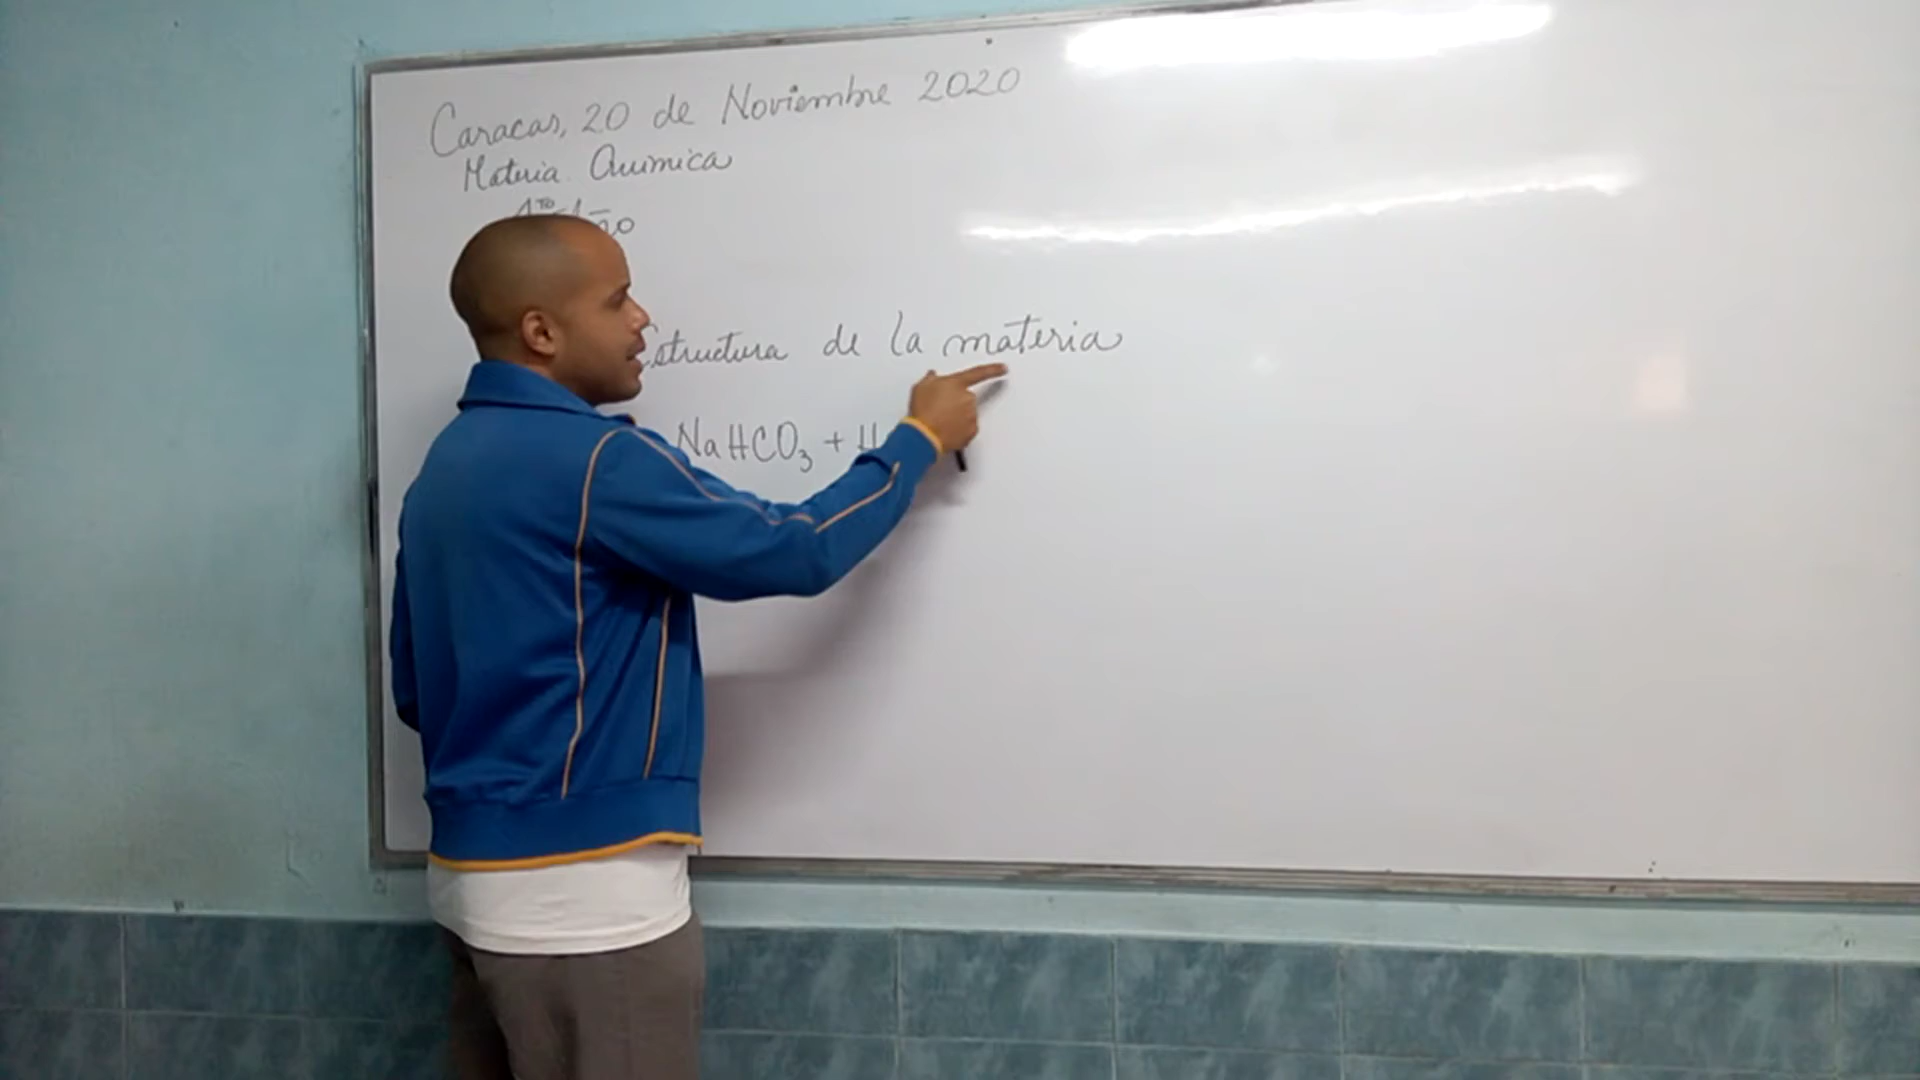 Caracas, 20 de Noviembre 2020
Materia. Quimica
Estructura de la materia
NaHCO₃ + H